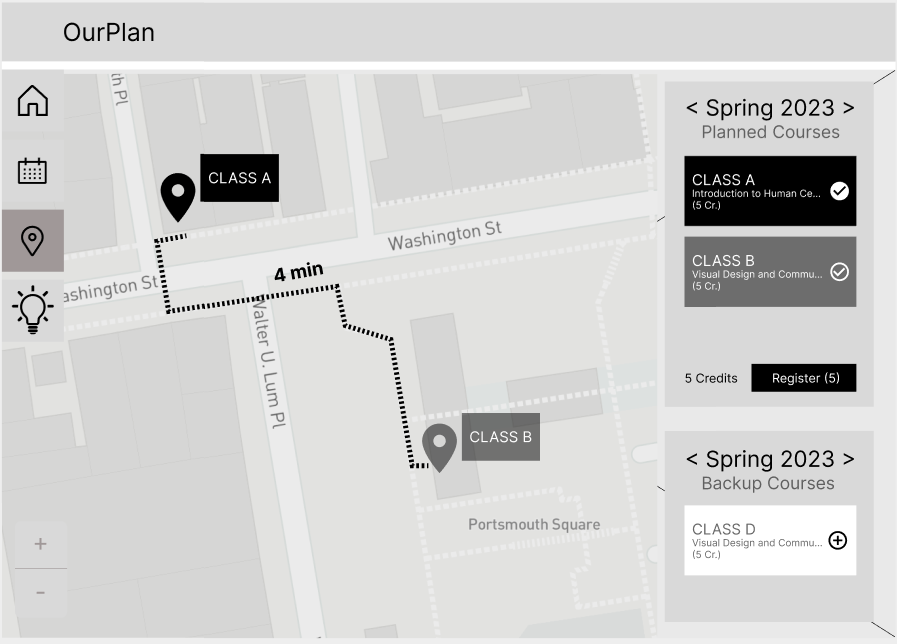 OurPlan
th Pl
CLASS A
Washington St
ashington St
4 min
Walter U. Lum Pl
CLASS B
Portsmouth Square
+
-
< Spring 2023 >
Planned Courses
CLASS A
Introduction to Human Ce...
(5 Cr.)
CLASS B
Visual Design and Commu...
(5 Cr.)
5 Credits
Register (5)
< Spring 2023 >
Backup Courses
CLASS D
Visual Design and Commu...
(5 Cr.)